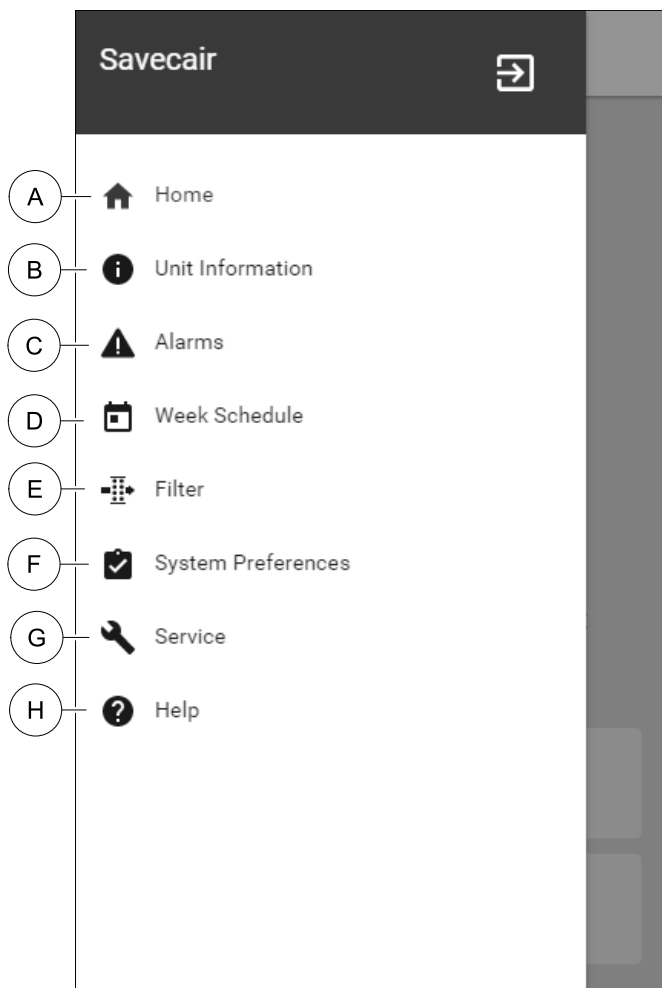 Savecair
A Home
B Unit Information
C Alarms
D Week Schedule
E Filter
F System Preferences
G Service
H Help